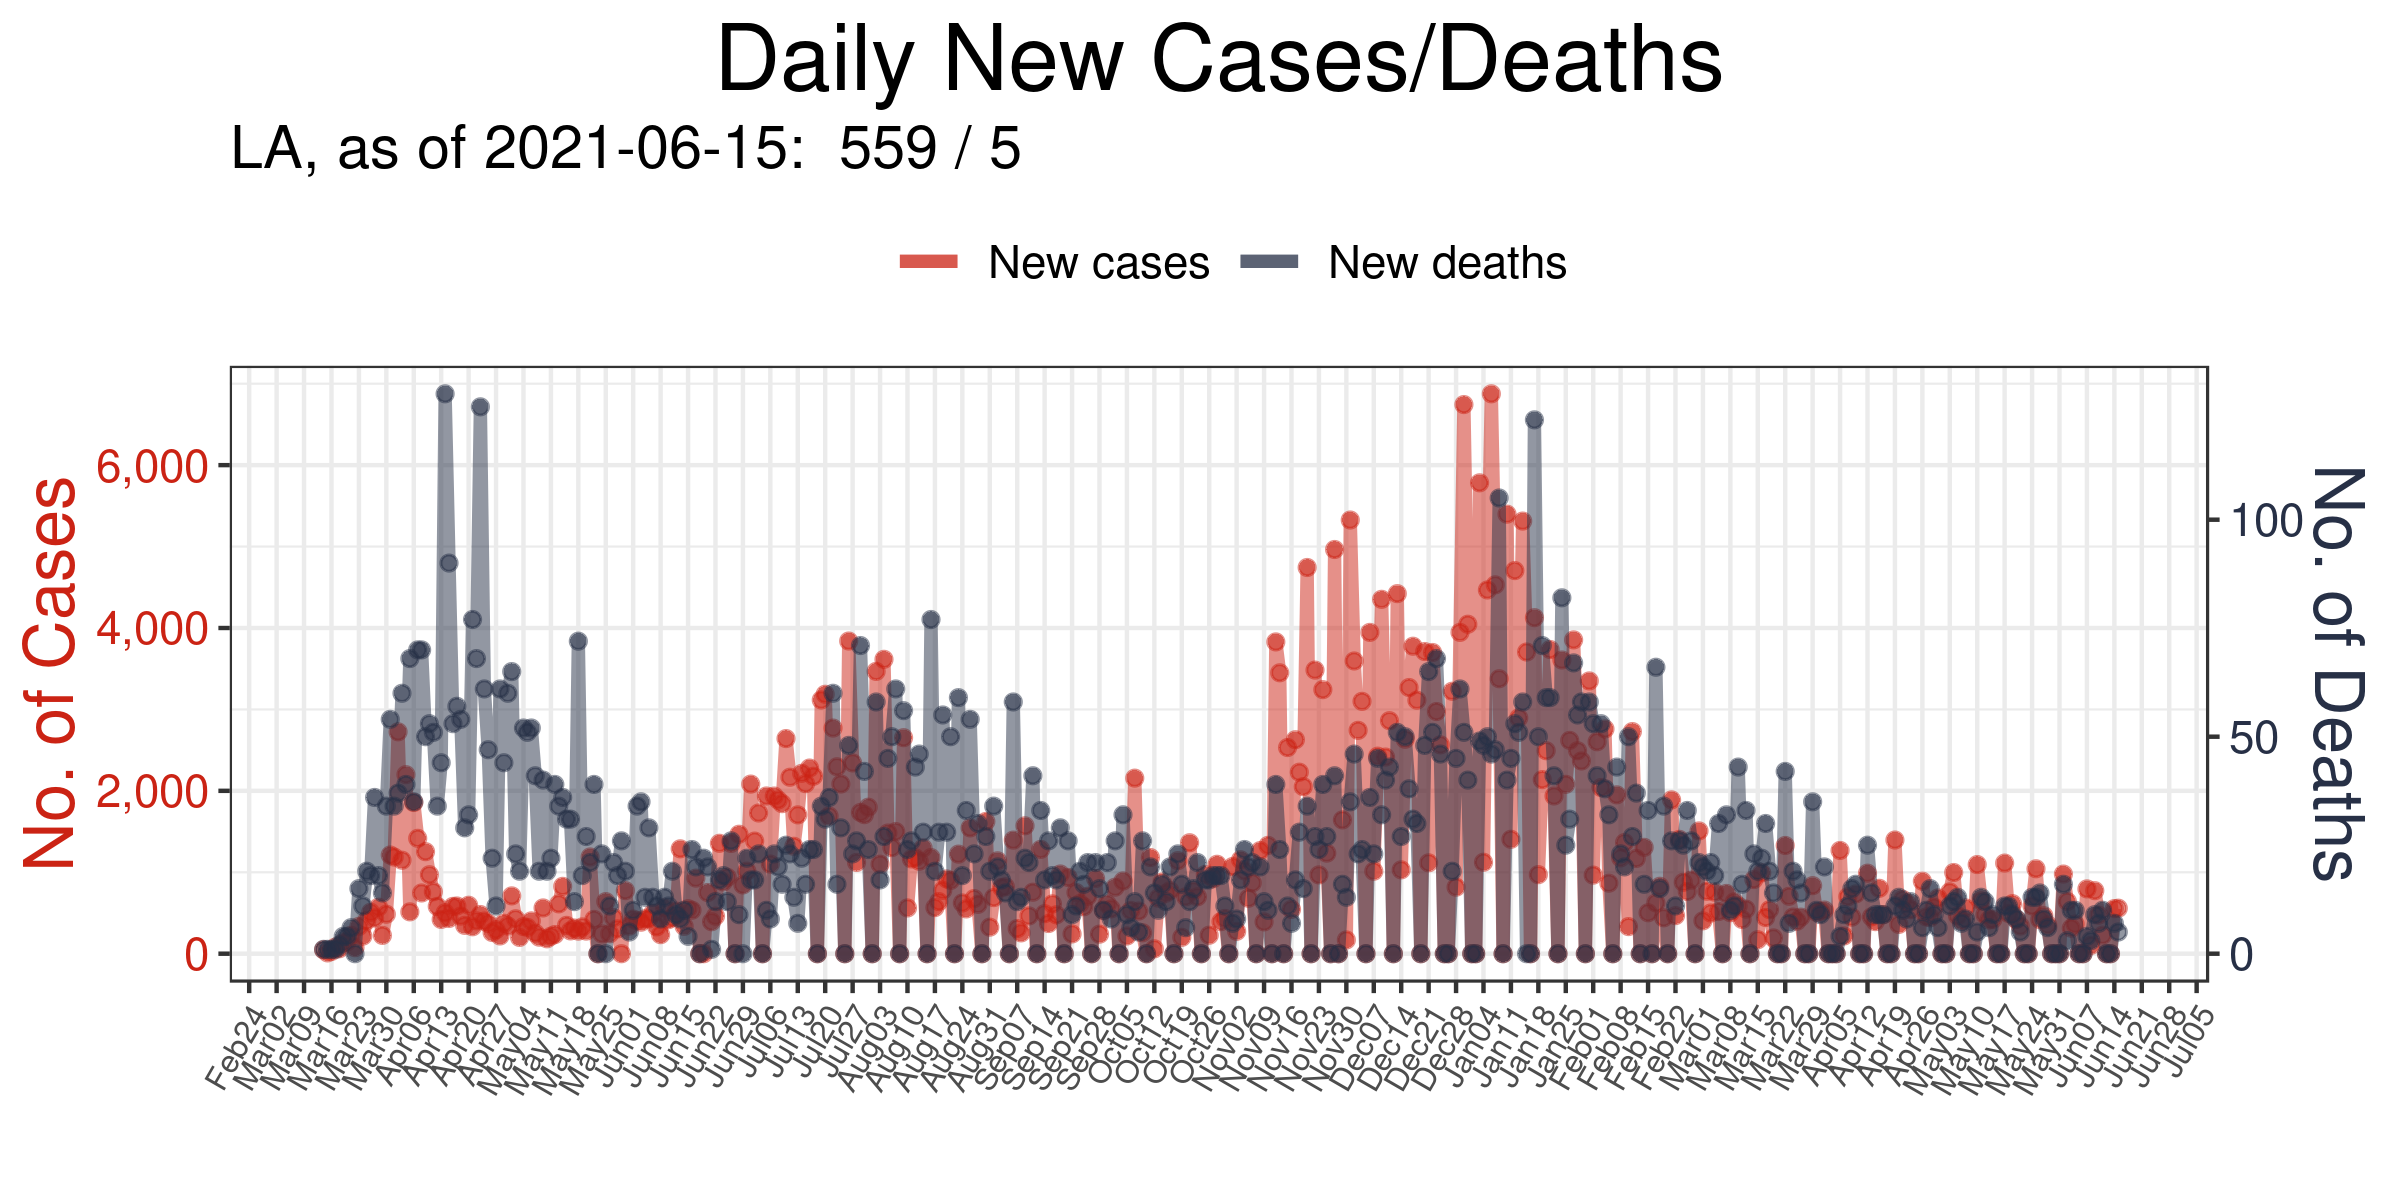 Daily New Cases/Deaths
LA, as of 2021-06-15: 559 / 5
New cases
New deaths
No. of Cases
6,000
4,000
2,000
0
100
50
0
No. of Deaths
Feb24
Mar02
Mar09
Mar16
Mar23
Mar30
Apr06
Apr13
Apr20
Apr27
May04
May11
May18
May25
Jun01
Jun08
Jun15
Jun22
Jun29
Jul06
Jul13
Jul20
Jul27
Aug03
Aug10
Aug17
Aug24
Aug31
Sep07
Sep14
Sep21
Sep28
Oct05
Oct12
Oct19
Oct26
Nov02
Nov09
Nov16
Nov23
Nov30
Dec07
Dec14
Dec21
Dec28
Jan04
Jan11
Jan18
Jan25
Feb01
Feb08
Feb15
Feb22
Mar01
Mar08
Mar15
Mar22
Mar29
Apr05
Apr12
Apr19
Apr26
May03
May10
May17
May24
May31
Jun07
Jun14
Jun21
Jun28
Jul05